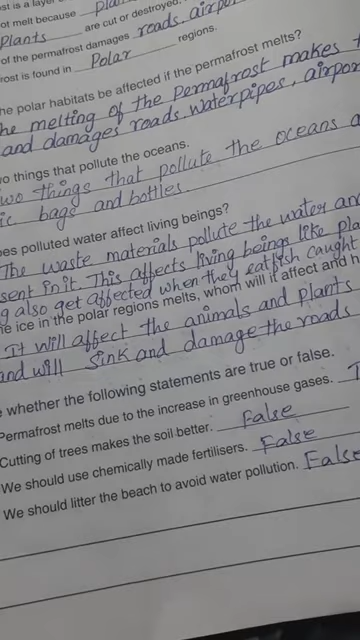 ost is a layer
ot melt because plan
Plants are cut or destroyed.
of the permafrost damages roads, airpor
rost is found in Polar regions.
he polar habitats be affected if the permafrost melts?
he melting of the permafrost makes t
and damages roads, waterpipes, airpor
wo things that pollute the oceans.
wo things that pollute the oceans a
ic bags and bottles.
oes polluted water affect living beings?
The waste materials pollute the water and
sent in it. This affects living beings like pla
g also get affected when they eat fish caught
he ice in the polar regions melts, whom will it affect and h
It will affect the animals and plants
and will sink and damage the roads
whether the following statements are true or false.
Permafrost melts due to the increase in greenhouse gases. T
Cutting of trees makes the soil better. False
We should use chemically made fertilisers. False
We should litter the beach to avoid water pollution. False